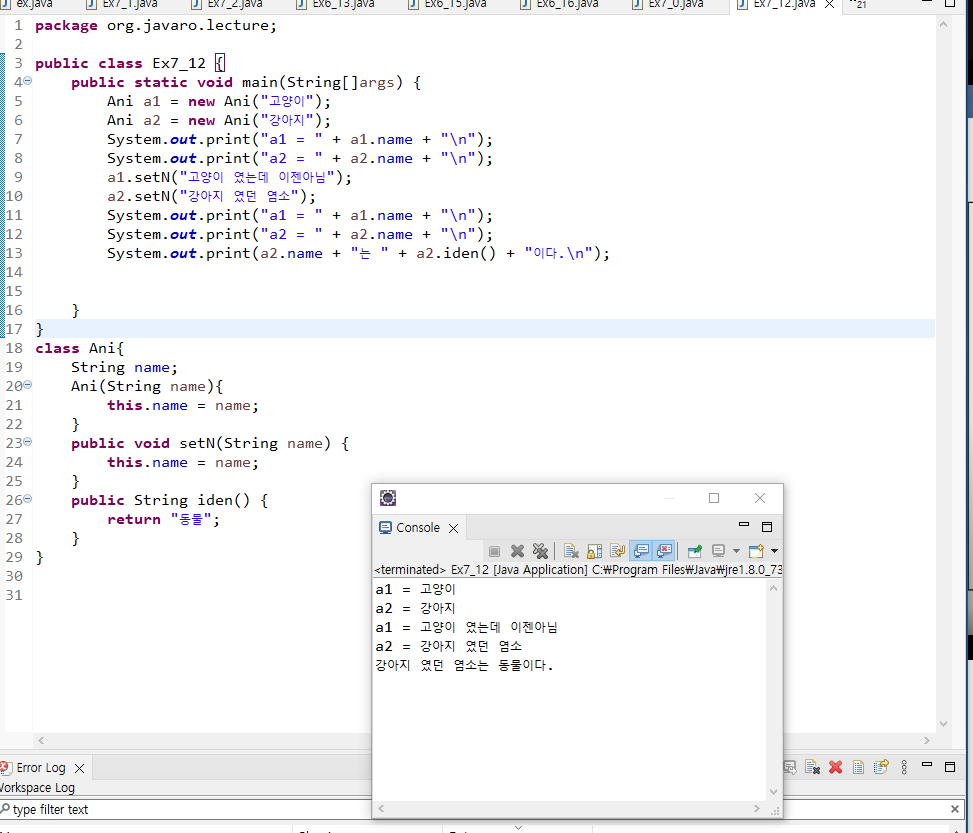 ex.java Ex7_1.java Ex7_2.java Ex6_13.java Ex6_15.java Ex6_16.java Ex7_0.java Ex7_12.java 21
1 package org.javaro.lecture;
2
3 public class Ex7_12 {
4 public static void main(String[]args) {
5 Ani a1 = new Ani("고양이");
6 Ani a2 = new Ani("강아지");
7 System.out.print("a1 = " + a1.name + "\n");
8 System.out.print("a2 = " + a2.name + "\n");
9 a1.setN("고양이 였는데 이젠아님");
10 a2.setN("강아지 였던 염소");
11 System.out.print("a1 = " + a1.name + "\n");
12 System.out.print("a2 = " + a2.name + "\n");
13 System.out.print(a2.name + "는 " + a2.iden() + "이다.\n");
14
15
16 }
17 }
18 class Ani{
19 String name;
20 Ani(String name){
21 this.name = name;
22 }
23 public void setN(String name) {
24 this.name = name;
25 }
26 public String iden() {
27 return "동물";
28 }
29 }
30
31
Console
<terminated> Ex7_12 [Java Application] C:₩Program Files₩Java₩jre1.8.0_73
a1 = 고양이
a2 = 강아지
a1 = 고양이 였는데 이젠아님
a2 = 강아지 였던 염소
강아지 였던 염소는 동물이다.
Error Log
Workspace Log
type filter text